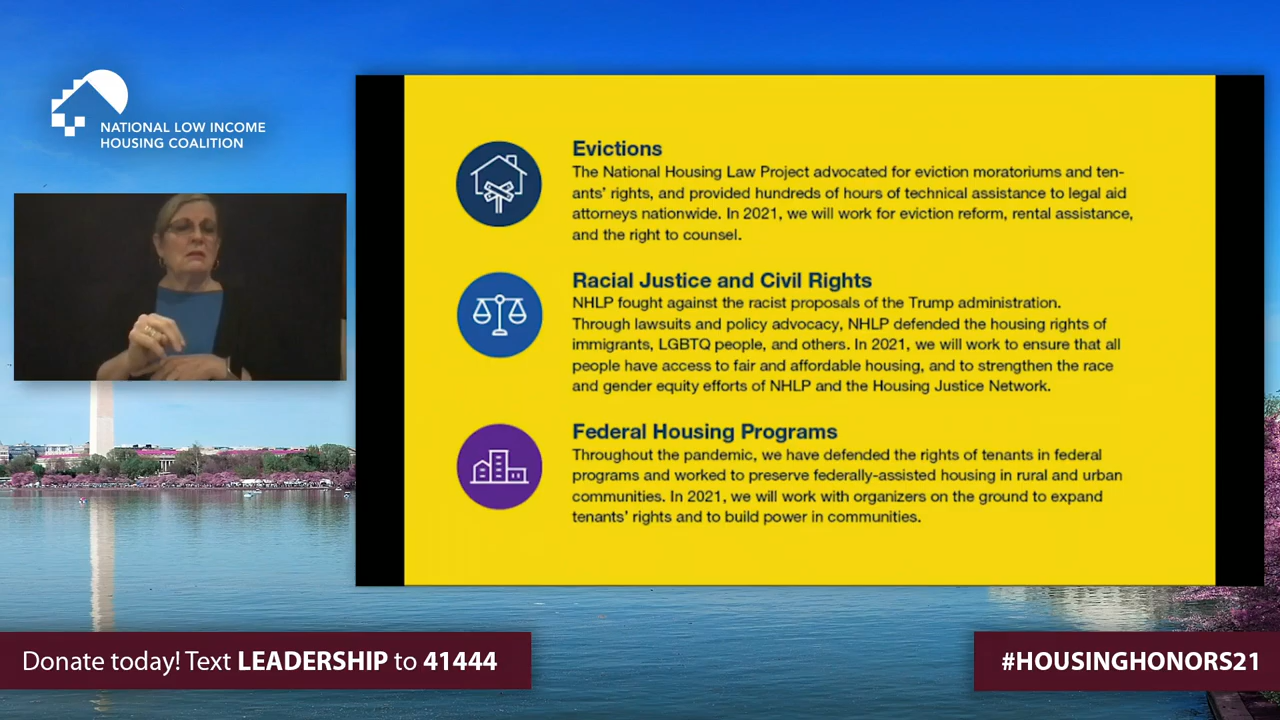 NATIONAL LOW INCOME
HOUSING COALITION
Evictions
The National Housing Law Project advocated for eviction moratoriums and ten-
ants' rights, and provided hundreds of hours of technical assistance to legal aid
attorneys nationwide. In 2021, we will work for eviction reform, rental assistance,
and the right to counsel.
Racial Justice and Civil Rights
NHLP fought against the racist proposals of the Trump administration.
Through lawsuits and policy advocacy, NHLP defended the housing rights of
immigrants, LGBTQ people, and others. In 2021, we will work to ensure that all
people have access to fair and affordable housing, and to strengthen the race
and gender equity efforts of NHLP and the Housing Justice Network.
Federal Housing Programs
Throughout the pandemic, we have defended the rights of tenants in federal
programs and worked to preserve federally-assisted housing in rural and urban
communities. In 2021, we will work with organizers on the ground to expand
tenants' rights and to build power in communities.
Donate today! Text LEADERSHIP to 41444
#HOUSINGHONORS21